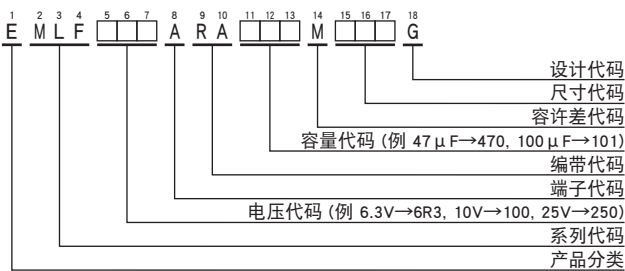 1 2 3 4 5 6 7 8 9 10 11 12 13 14 15 16 17 18
E M L F □□□ A R A □□□ M □□□ G
设计代码
尺寸代码
容许差代码
容量代码 (例 47μF→470, 100μF→101)
编带代码
端子代码
电压代码 (例 6.3V→6R3, 10V→100, 25V→250)
系列代码
产品分类